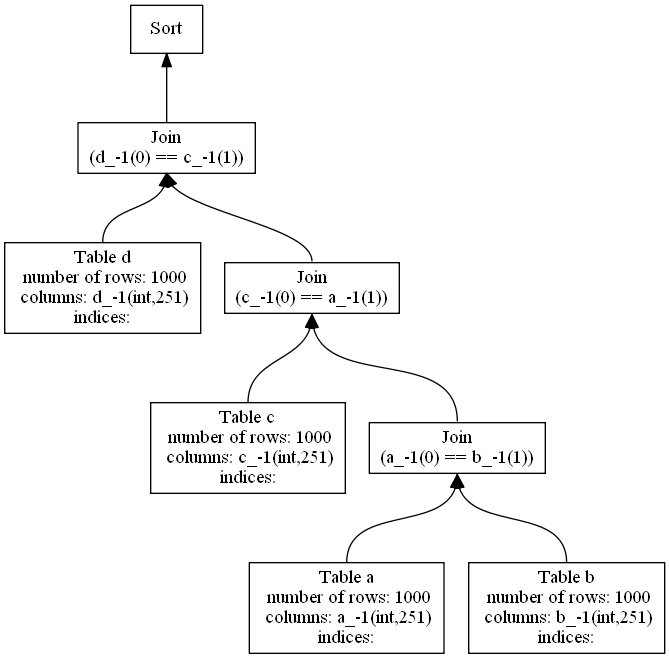 Sort
Join
(d_-1(0) == c_-1(1))
Table d
number of rows: 1000
columns: d_-1(int,251)
indices:
Join
(c_-1(0) == a_-1(1))
Table c
number of rows: 1000
columns: c_-1(int,251)
indices:
Join
(a_-1(0) == b_-1(1))
Table a
number of rows: 1000
columns: a_-1(int,251)
indices:
Table b
number of rows: 1000
columns: b_-1(int,251)
indices: